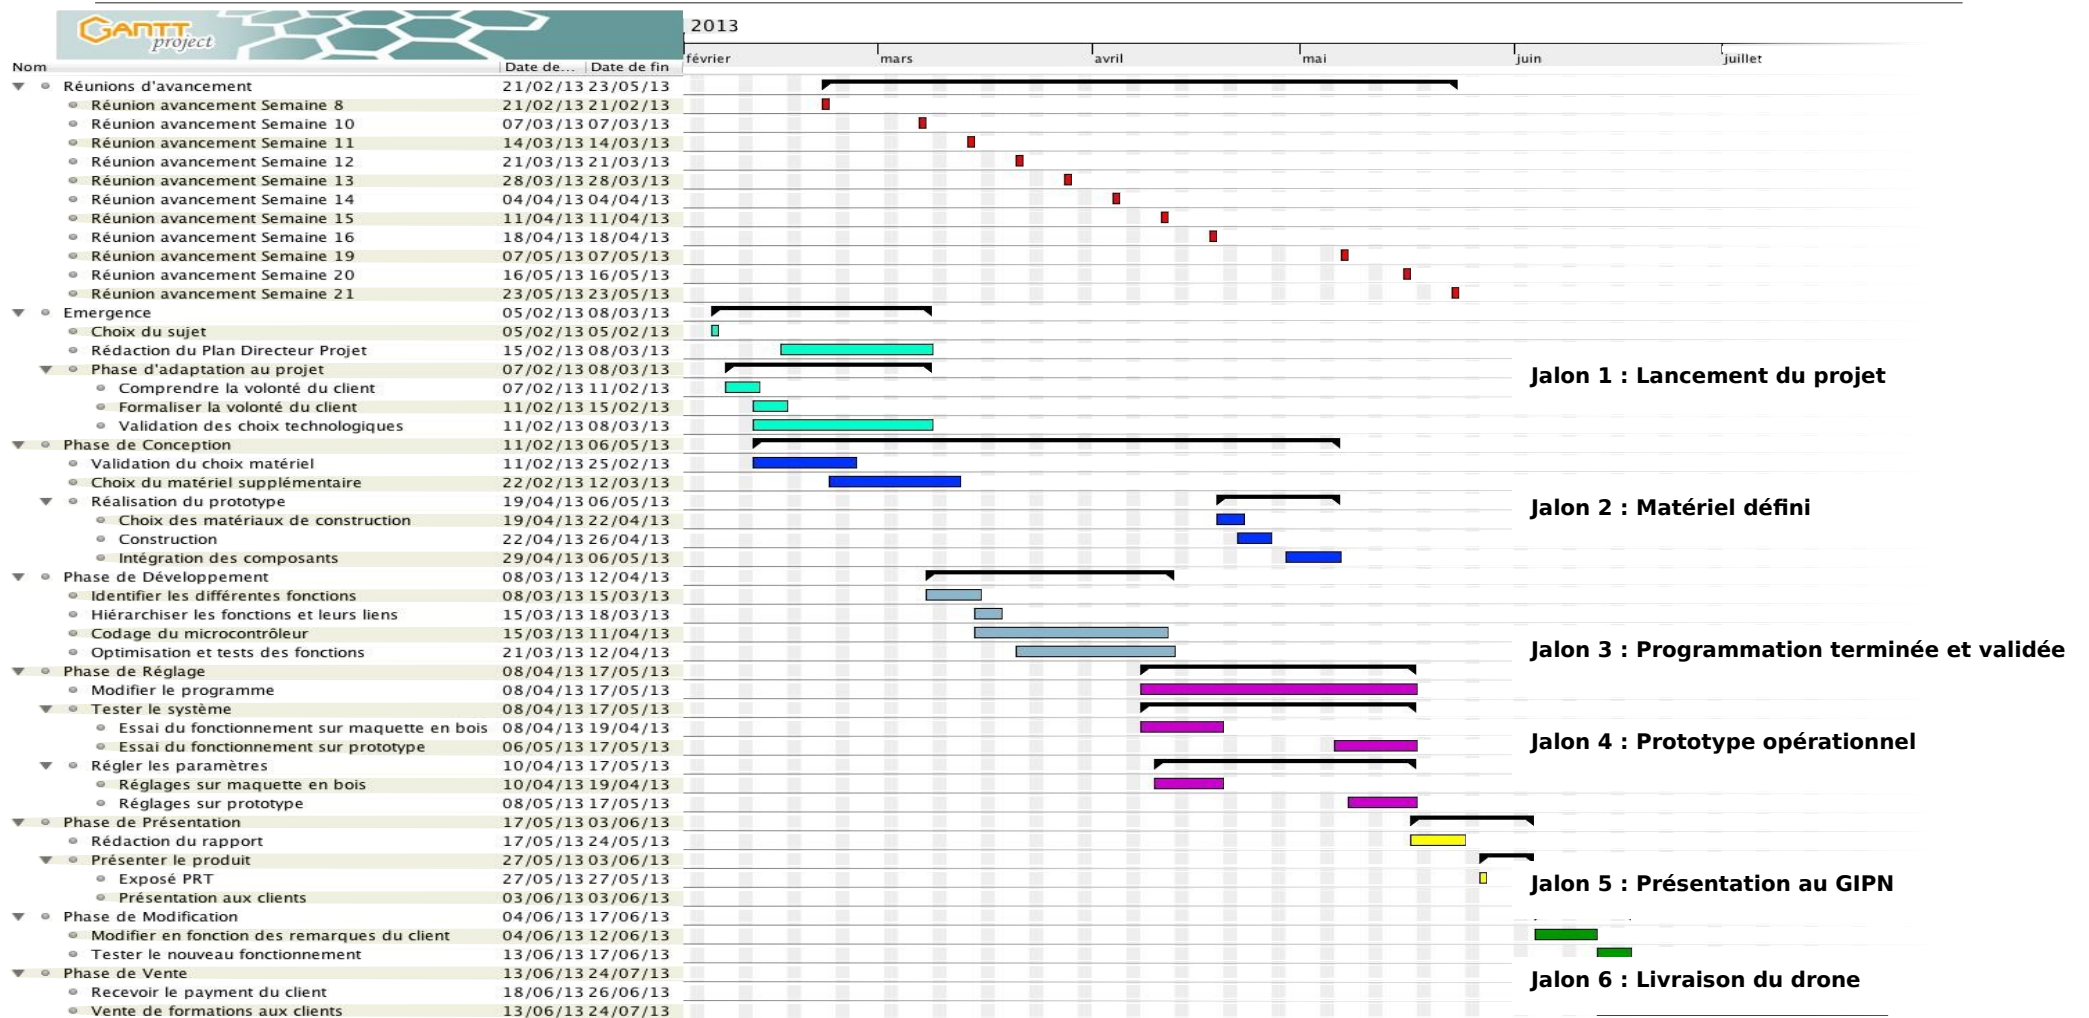 GANTT
project
2013
février mars avril mai juin juillet
Nom Date de... Date de fin
Réunions d'avancement 21/02/13 23/05/13
Réunion avancement Semaine 8 21/02/13 21/02/13
Réunion avancement Semaine 10 07/03/13 07/03/13
Réunion avancement Semaine 11 14/03/13 14/03/13
Réunion avancement Semaine 12 21/03/13 21/03/13
Réunion avancement Semaine 13 28/03/13 28/03/13
Réunion avancement Semaine 14 04/04/13 04/04/13
Réunion avancement Semaine 15 11/04/13 11/04/13
Réunion avancement Semaine 16 18/04/13 18/04/13
Réunion avancement Semaine 19 07/05/13 07/05/13
Réunion avancement Semaine 20 16/05/13 16/05/13
Réunion avancement Semaine 21 23/05/13 23/05/13
Emergence 05/02/13 08/03/13
Choix du sujet 05/02/13 05/02/13
Rédaction du Plan Directeur Projet 15/02/13 08/03/13
Phase d'adaptation au projet 07/02/13 08/03/13
Jalon 1 : Lancement du projet
Comprendre la volonté du client 07/02/13 11/02/13
Formaliser la volonté du client 11/02/13 15/02/13
Validation des choix technologiques 11/02/13 08/03/13
Phase de Conception 11/02/13 06/05/13
Validation du choix matériel 11/02/13 25/02/13
Choix du matériel supplémentaire 22/02/13 12/03/13
Réalisation du prototype 19/04/13 06/05/13
Jalon 2 : Matériel défini
Choix des matériaux de construction 19/04/13 22/04/13
Construction 22/04/13 26/04/13
Intégration des composants 29/04/13 06/05/13
Phase de Développement 08/03/13 12/04/13
Identifier les différentes fonctions 08/03/13 15/03/13
Hiérarchiser les fonctions et leurs liens 15/03/13 18/03/13
Codage du microcontrôleur 15/03/13 11/04/13
Jalon 3 : Programmation terminée et validée
Optimisation et tests des fonctions 21/03/13 12/04/13
Phase de Réglage 08/04/13 17/05/13
Modifier le programme 08/04/13 17/05/13
Tester le système 08/04/13 17/05/13
Essai du fonctionnement sur maquette en bois 08/04/13 19/04/13
Jalon 4 : Prototype opérationnel
Essai du fonctionnement sur prototype 06/05/13 17/05/13
Régler les paramètres 10/04/13 17/05/13
Réglages sur maquette en bois 10/04/13 19/04/13
Réglages sur prototype 08/05/13 17/05/13
Phase de Présentation 17/05/13 03/06/13
Rédaction du rapport 17/05/13 24/05/13
Présenter le produit 27/05/13 03/06/13
Exposé PRT 27/05/13 27/05/13
Jalon 5 : Présentation au GIPN
Présentation aux clients 03/06/13 03/06/13
Phase de Modification 04/06/13 17/06/13
Modifier en fonction des remarques du client 04/06/13 12/06/13
Tester le nouveau fonctionnement 13/06/13 17/06/13
Phase de Vente 13/06/13 24/07/13
Jalon 6 : Livraison du drone
Recevoir le payment du client 18/06/13 26/06/13
Vente de formations aux clients 13/06/13 24/07/13